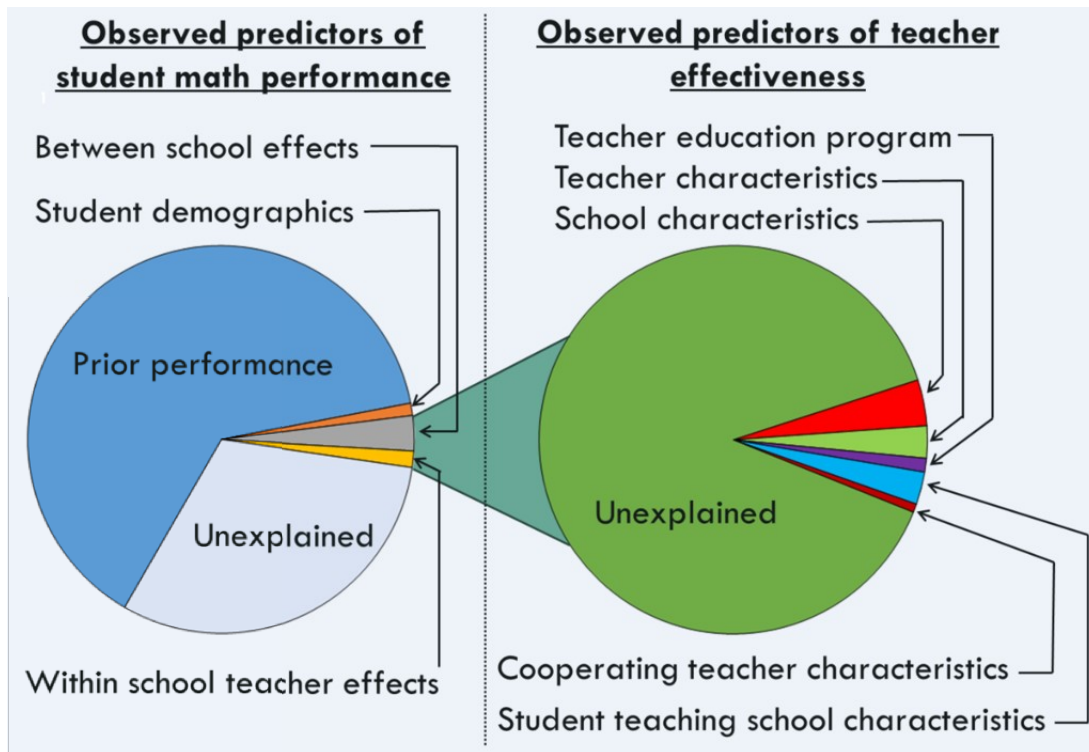 Observed predictors of
student math performance
Between school effects
Student demographics
Prior performance
Unexplained
Within school teacher effects
Observed predictors of teacher
effectiveness
Teacher education program
Teacher characteristics
School characteristics
Unexplained
Cooperating teacher characteristics
Student teaching school characteristics